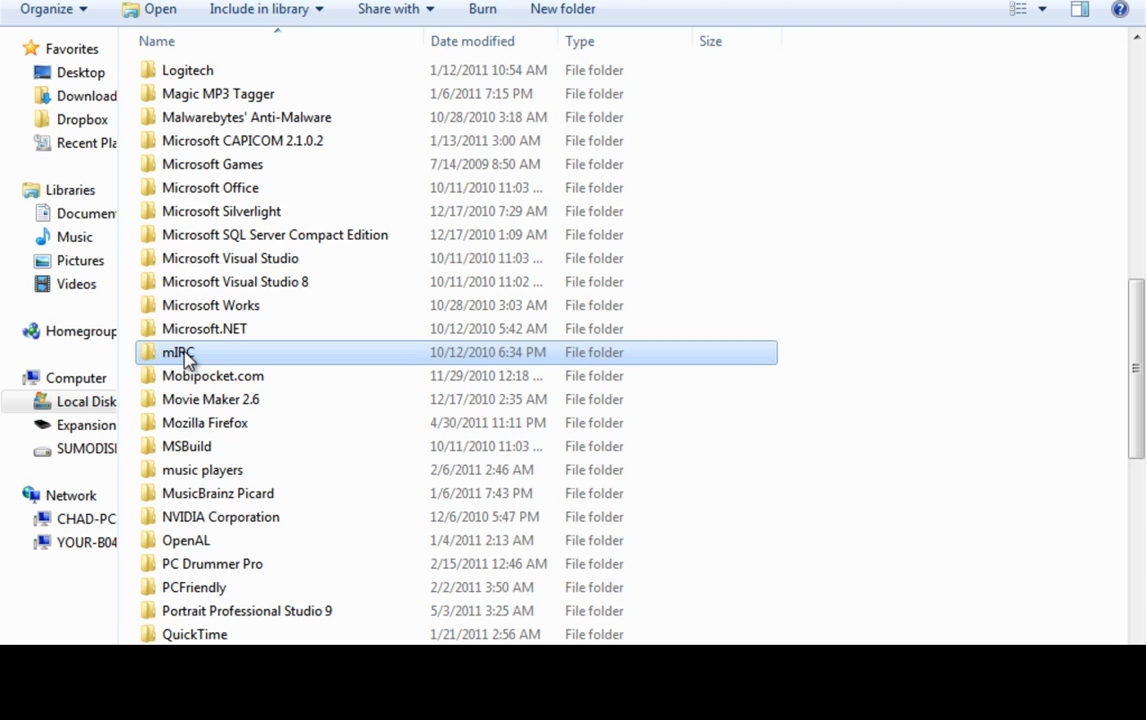 Organize Open Include in library Share with Burn New folder
Name Date modified Type Size
Favorites
Desktop
Download
Dropbox
Recent Pla
Libraries
Documen
Music
Pictures
Videos
Homegroup
Computer
Local Disk
Expansion
SUMODIS
Network
CHAD-PC
YOUR-B04
Logitech 1/12/2011 10:54 AM File folder
Magic MP3 Tagger 1/6/2011 7:15 PM File folder
Malwarebytes' Anti-Malware 10/28/2010 3:18 AM File folder
Microsoft CAPICOM 2.1.0.2 1/13/2011 3:00 AM File folder
Microsoft Games 7/14/2009 8:50 AM File folder
Microsoft Office 10/11/2010 11:03 ... File folder
Microsoft Silverlight 12/17/2010 7:29 AM File folder
Microsoft SQL Server Compact Edition 12/17/2010 1:09 AM File folder
Microsoft Visual Studio 10/11/2010 11:03 ... File folder
Microsoft Visual Studio 8 10/11/2010 11:02 ... File folder
Microsoft Works 10/28/2010 3:03 AM File folder
Microsoft.NET 10/12/2010 5:42 AM File folder
mIRC 10/12/2010 6:34 PM File folder
Mobipocket.com 11/29/2010 12:18 ... File folder
Movie Maker 2.6 12/17/2010 2:35 AM File folder
Mozilla Firefox 4/30/2011 11:11 PM File folder
MSBuild 10/11/2010 11:03 ... File folder
music players 2/6/2011 2:46 AM File folder
MusicBrainz Picard 1/6/2011 7:43 PM File folder
NVIDIA Corporation 12/6/2010 5:47 PM File folder
OpenAL 1/4/2011 2:13 AM File folder
PC Drummer Pro 2/15/2011 12:46 AM File folder
PCFriendly 2/2/2011 3:50 AM File folder
Portrait Professional Studio 9 5/3/2011 3:25 AM File folder
QuickTime 1/21/2011 2:56 AM File folder